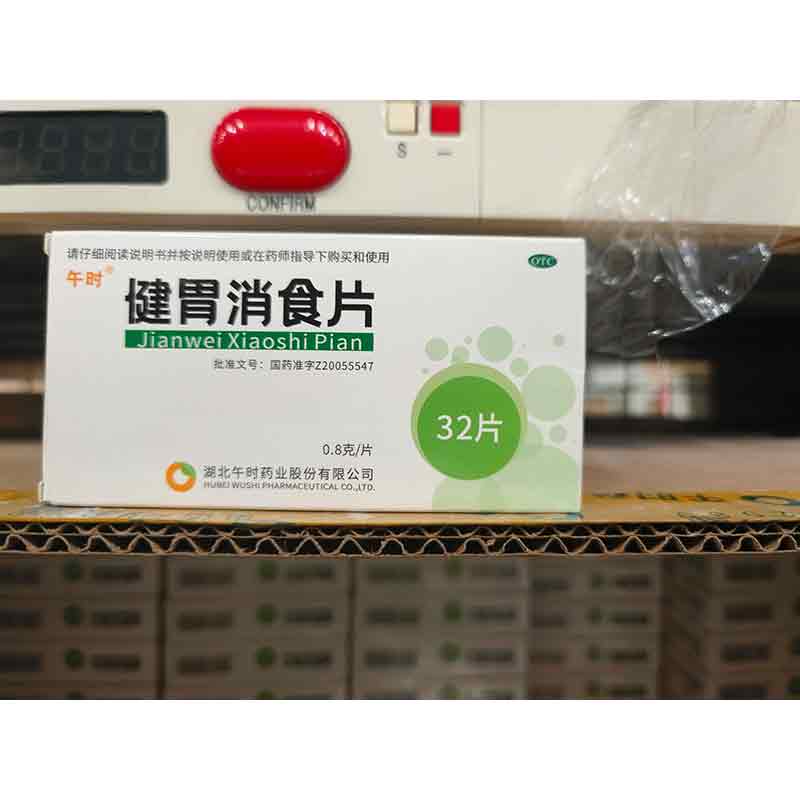 CONFIRM
S
—
请仔细阅读说明书并按说明使用或在药师指导下购买和使用
OTC
午时®
健胃消食片
Jianwei Xiaoshi Pian
批准文号：国药准字Z20055547
32片
0.8克/片
湖北午时药业股份有限公司
HUBEI WUSHI PHARMACEUTICAL CO.,LTD.